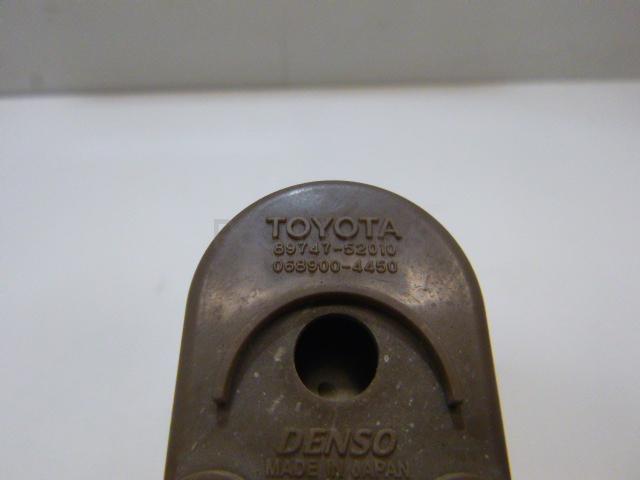 TOYOTA
89747-52010
068900-4450
DENSO
MADE IN JAPAN